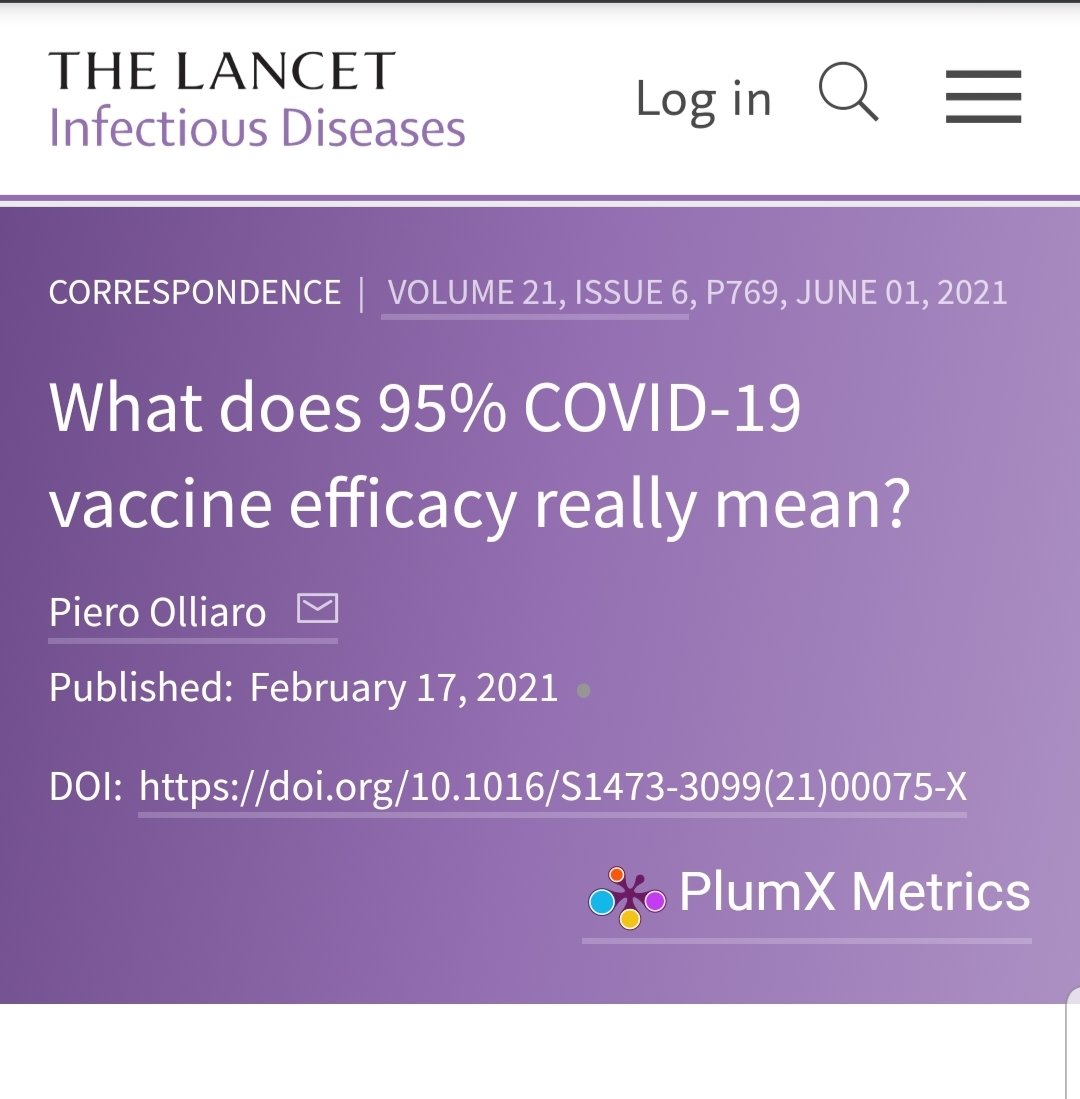 THE LANCET
Infectious Diseases
Log in
CORRESPONDENCE | VOLUME 21, ISSUE 6, P769, JUNE 01, 2021
What does 95% COVID-19
vaccine efficacy really mean?
Piero Olliaro
Published: February 17, 2021
DOI: https://doi.org/10.1016/S1473-3099(21)00075-X
PlumX Metrics